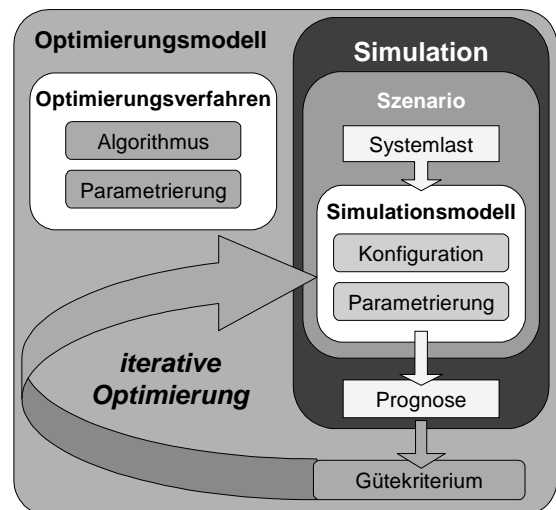 Optimierungsmodell
Optimierungsverfahren
Algorithmus
Parametrierung
Simulation
Szenario
Systemlast
Simulationsmodell
Konfiguration
Parametrierung
Prognose
Gütekriterium
iterative
Optimierung